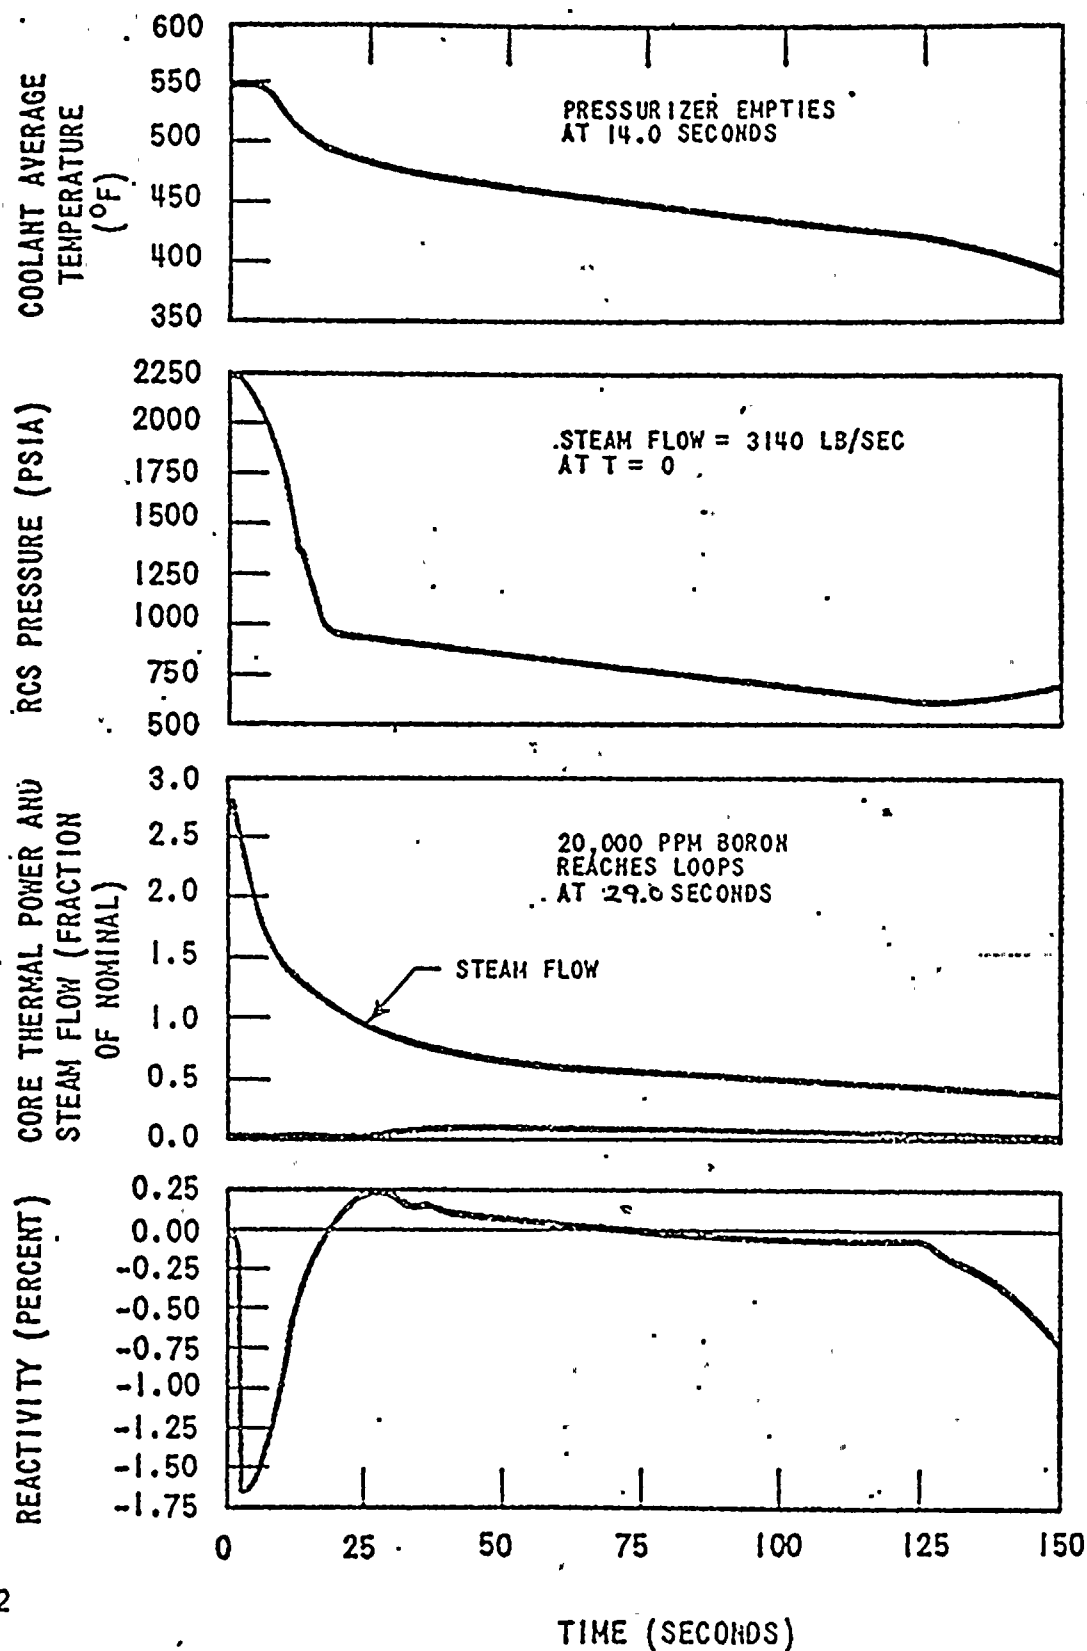 COOLANT AVERAGE
TEMPERATURE
(°F)
600
550
500
450
400
350
PRESSURIZER EMPTIES
AT 14.0 SECONDS
RCS PRESSURE (PSIA)
2250
2000
1750
1500
1250
1000
750
500
STEAM FLOW = 3140 LB/SEC
AT T = 0
CORE THERMAL POWER AND
STEAM FLOW (FRACTION
OF NOMINAL)
3.0
2.5
2.0
1.5
1.0
0.5
0.0
20,000 PPM BORON
REACHES LOOPS
AT 29.0 SECONDS
STEAM FLOW
REACTIVITY (PERCENT)
0.25
0.00
-0.25
-0.50
-0.75
-1.00
-1.25
-1.50
-1.75
0 25 50 75 100 125 150
2
TIME (SECONDS)